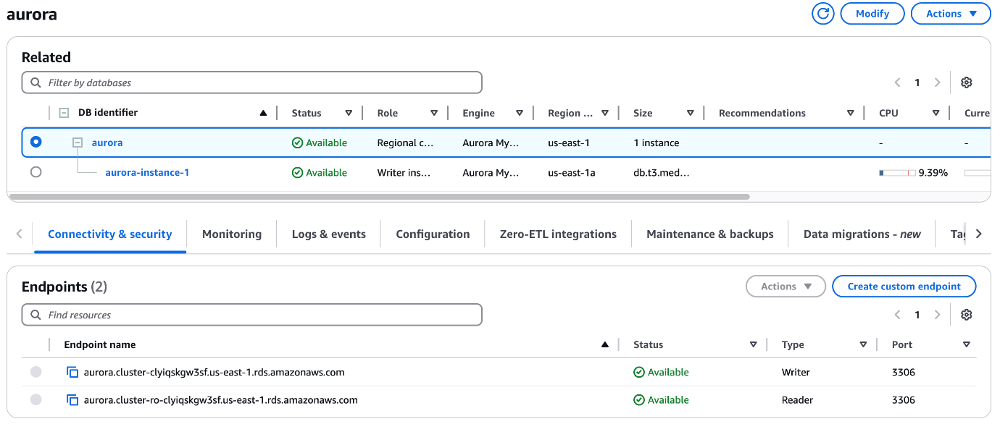 aurora
Modify
Actions
Related
Filter by databases
1
DB identifier Status Role Engine Region ... Size Recommendations CPU Curre
aurora Available Regional c... Aurora My... us-east-1 1 instance - -
aurora-instance-1 Available Writer ins... Aurora My... us-east-1a db.t3.med... 9.39%
Connectivity & security Monitoring Logs & events Configuration Zero-ETL integrations Maintenance & backups Data migrations - new Tag
Endpoints (2)
Actions
Create custom endpoint
Find resources
1
Endpoint name Status Type Port
aurora.cluster-clyiqskgw3sf.us-east-1.rds.amazonaws.com Available Writer 3306
aurora.cluster-ro-clyiqskgw3sf.us-east-1.rds.amazonaws.com Available Reader 3306